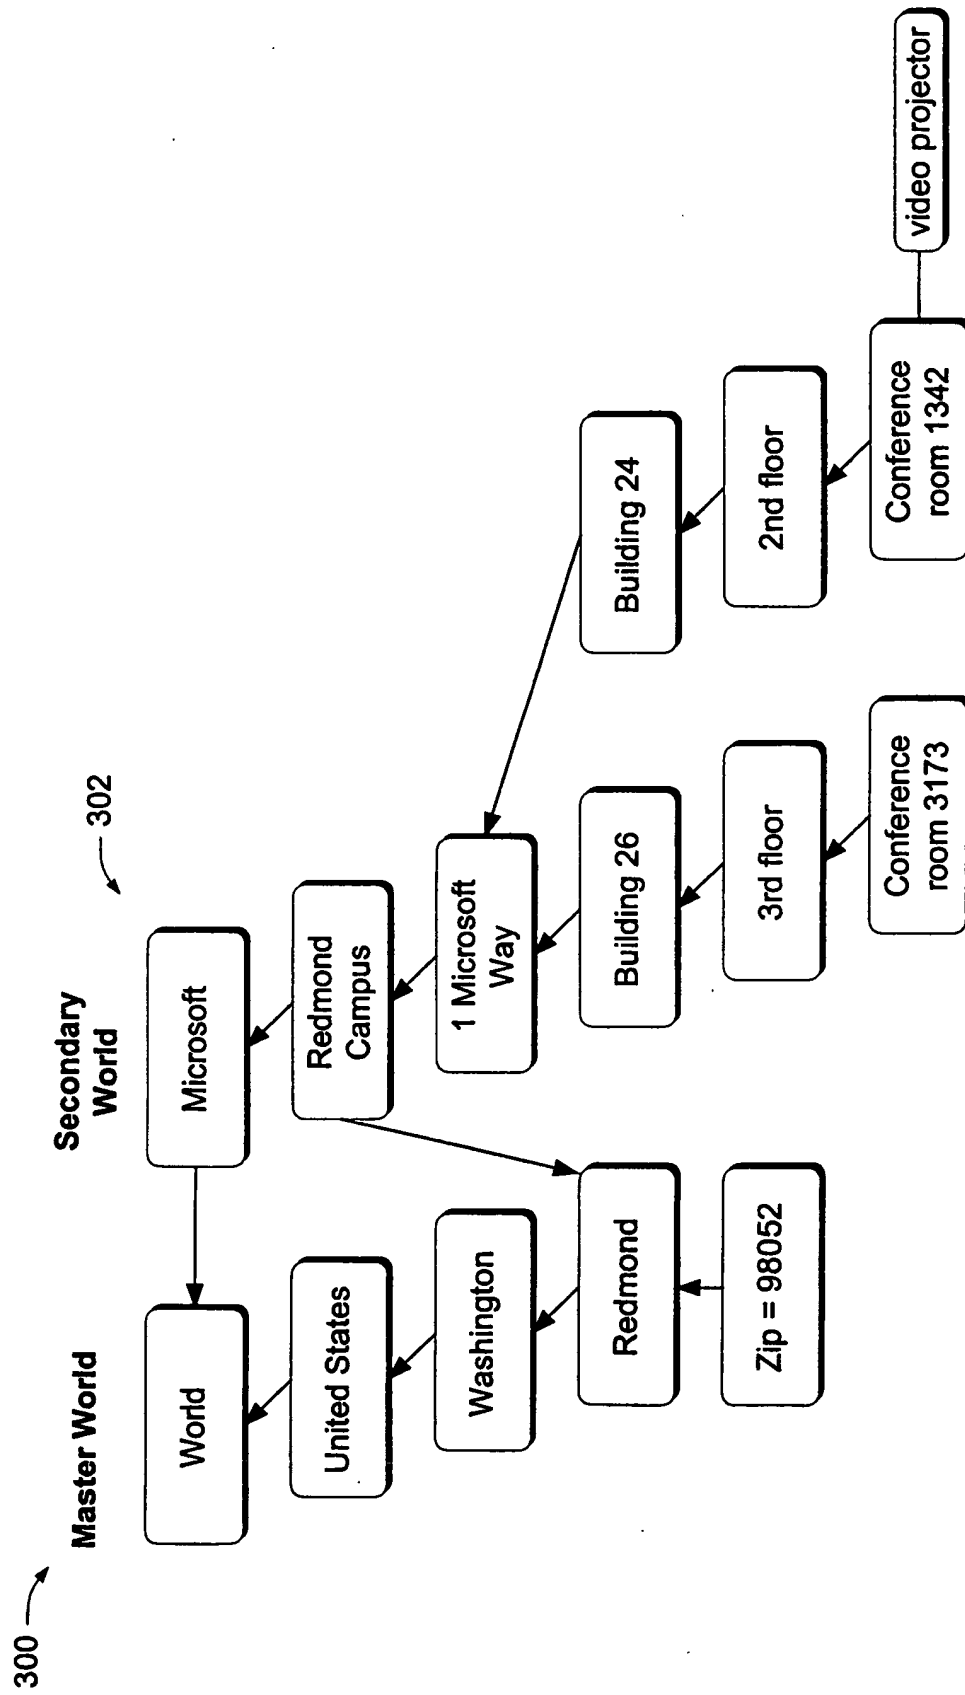 300
Master World
Secondary
World
302
World
Microsoft
United States
Redmond
Campus
Washington
1 Microsoft
Way
Redmond
Building 26
Building 24
Zip = 98052
3rd floor
2nd floor
Conference
room 3173
Conference
room 1342
video projector